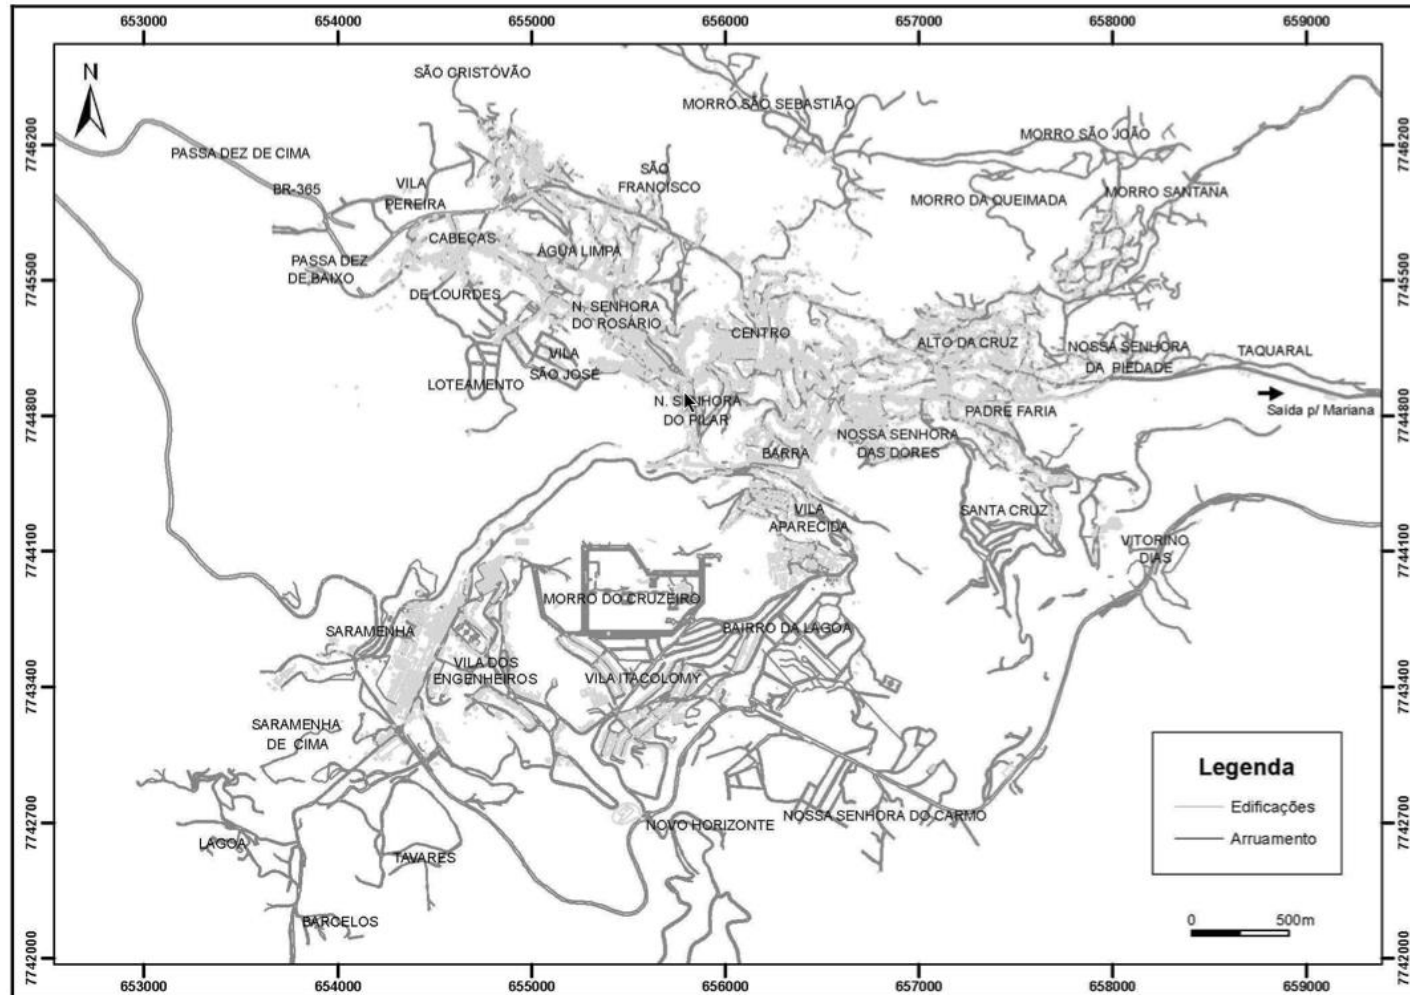 653000
654000
655000
656000
657000
658000
659000
N
SÃO CRISTÓVÃO
MORRO SÃO SEBASTIÃO
7746200
7746200
MORRO SÃO JOÃO
PASSA DEZ DE CIMA
SÃO
FRANCISCO
BR-365
VILA
PEREIRA
MORRO DA QUEIMADA
MORRO SANTANA
CABEÇAS
ÁGUA LIMPA
PASSA DEZ
DE BAIXO
7745500
7745500
DE LOURDES
N. SENHORA
DO ROSÁRIO
CENTRO
ALTO DA CRUZ
NOSSA SENHORA
DA PIEDADE
TAQUARAL
VILA
SÃO JOSÉ
LOTEAMENTO
N. SENHORA
DO PILAR
PADRE FARIA
Saída p/ Mariana
7744800
7744800
NOSSA SENHORA
DAS DORES
BARRA
VILA
APARECIDA
SANTA CRUZ
VITORINO
DIAS
7744100
7744100
MORRO DO CRUZEIRO
SARAMENHA
BAIRRO DA LAGOA
VILA DOS
ENGENHEIROS
VILA ITACOLOMY
7743400
7743400
SARAMENHA
DE CIMA
Legenda
Edificações
Arruamento
7742700
7742700
NOVO HORIZONTE
NOSSA SENHORA DO CARMO
LAGOA
TAVARES
BARCELOS
0 500m
7742000
7742000
653000
654000
655000
656000
657000
658000
659000